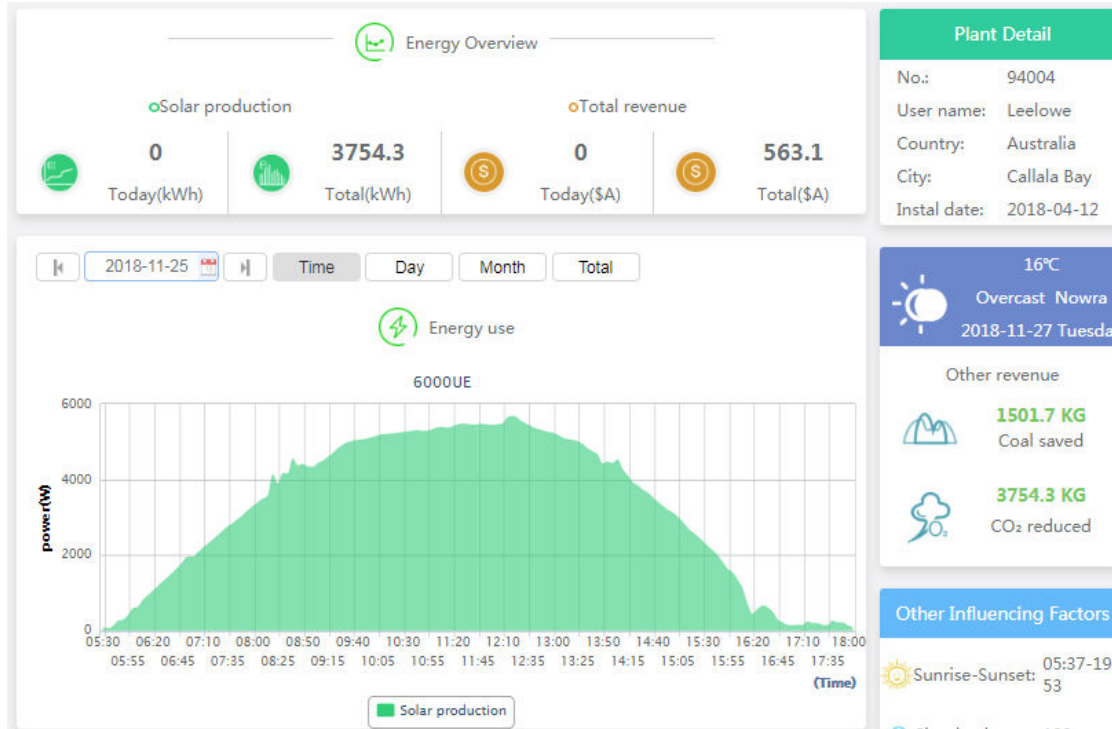 Energy Overview
Solar production
Total revenue
0
3754.3
0
563.1
Today(kWh)
Total(kWh)
Today($A)
Total($A)
Plant Detail
No.: 94004
User name: Leelowe
Country: Australia
City: Callala Bay
Instal date: 2018-04-12
2018-11-25
Time
Day
Month
Total
Energy use
6000UE
6000
4000
2000
0
power(W)
05:30 06:20 07:10 08:00 08:50 09:40 10:30 11:20 12:10 13:00 13:50 14:40 15:30 16:20 17:10 18:00
05:55 06:45 07:35 08:25 09:15 10:05 10:55 11:45 12:35 13:25 14:15 15:05 15:55 16:45 17:35
(Time)
Solar production
16℃
Overcast Nowra
2018-11-27 Tuesda
Other revenue
1501.7 KG
Coal saved
3754.3 KG
CO₂ reduced
Other Influencing Factors
Sunrise-Sunset: 05:37-19
53